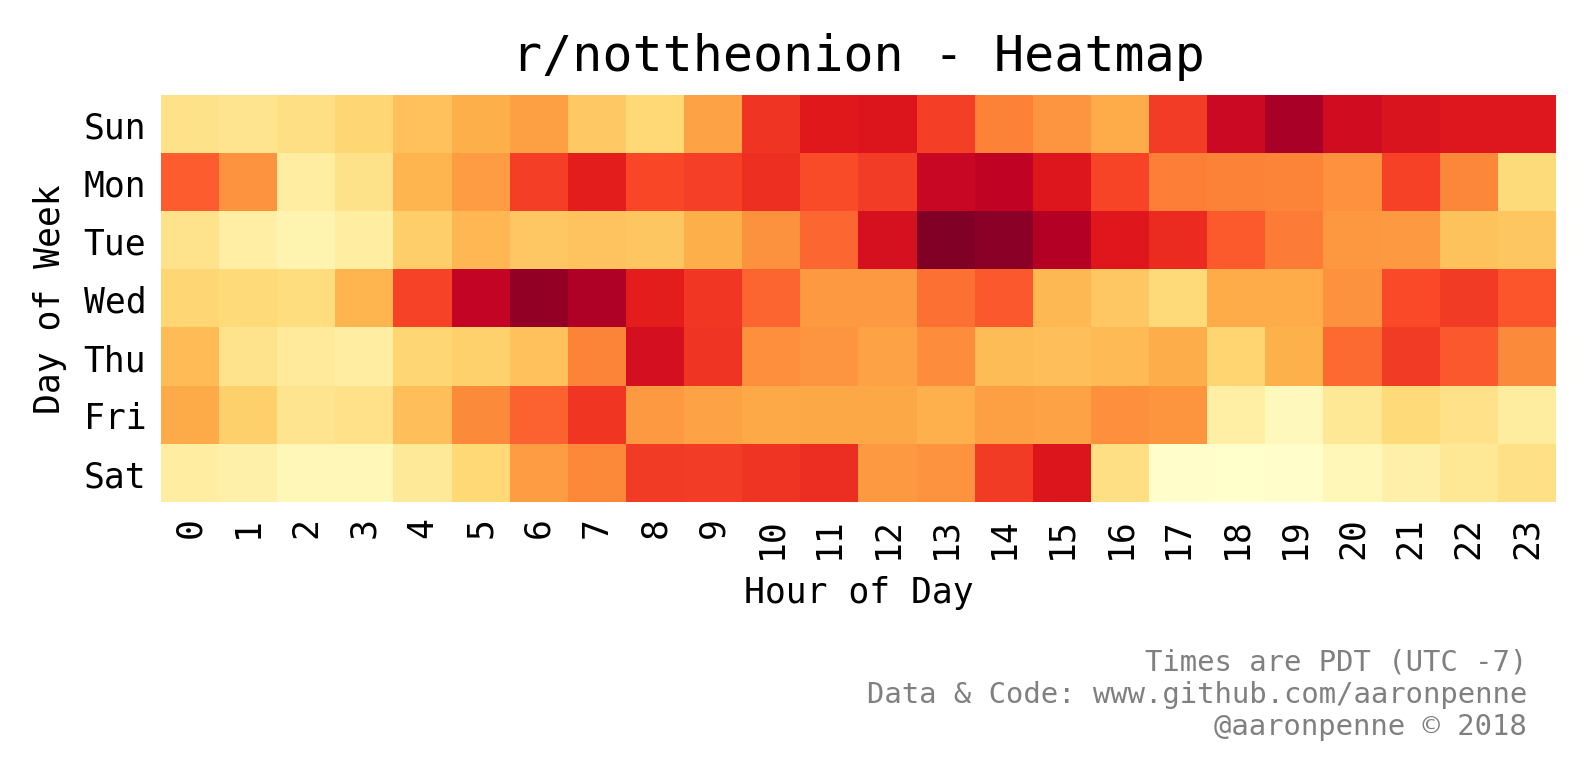 r/nottheonion - Heatmap
Day of Week
Sun
Mon
Tue
Wed
Thu
Fri
Sat
0 1 2 3 4 5 6 7 8 9 10 11 12 13 14 15 16 17 18 19 20 21 22 23
Hour of Day
Times are PDT (UTC -7)
Data & Code: www.github.com/aaronpenne
@aaronpenne © 2018